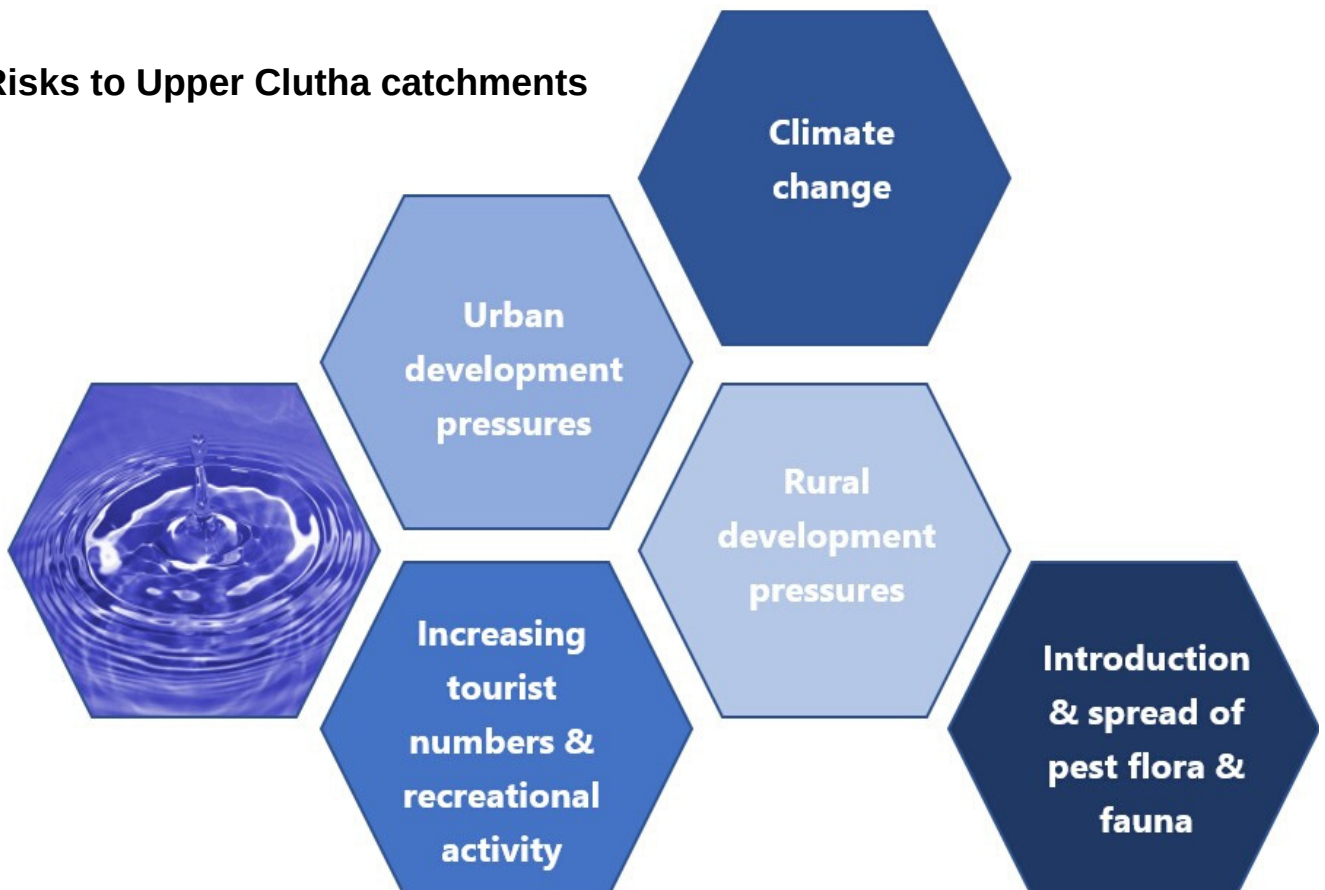 Risks to Upper Clutha catchments
Climate
change
Urban
development
pressures
Rural
development
pressures
Increasing
tourist
numbers &
recreational
activity
Introduction
& spread of
pest flora &
fauna